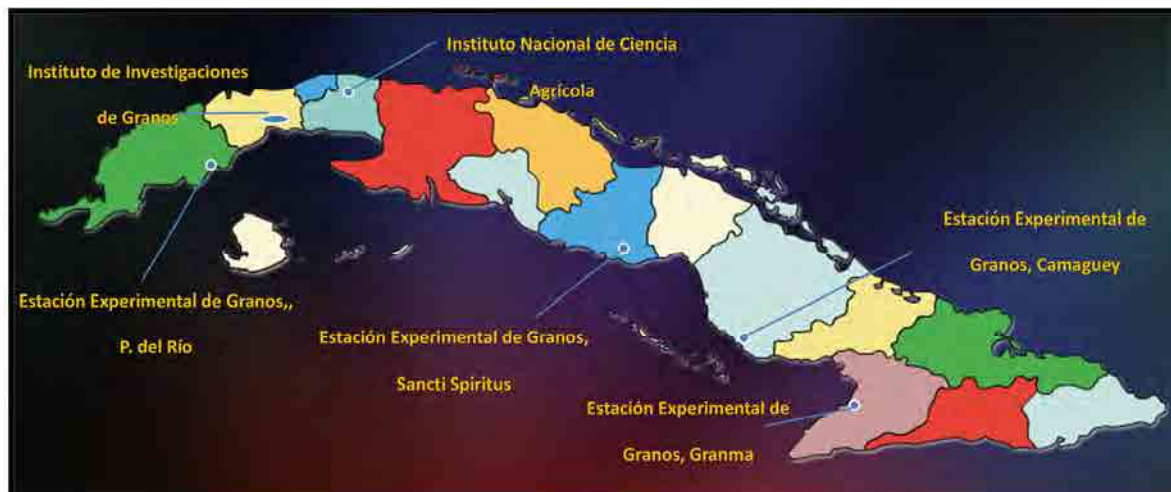 Instituto Nacional de Ciencia
Agrícola
Instituto de Investigaciones
de Granos
Estación Experimental de
Granos, Camaguey
Estación Experimental de Granos,,
P. del Río
Estación Experimental de Granos,
Sancti Spiritus
Estación Experimental de
Granos, Granma